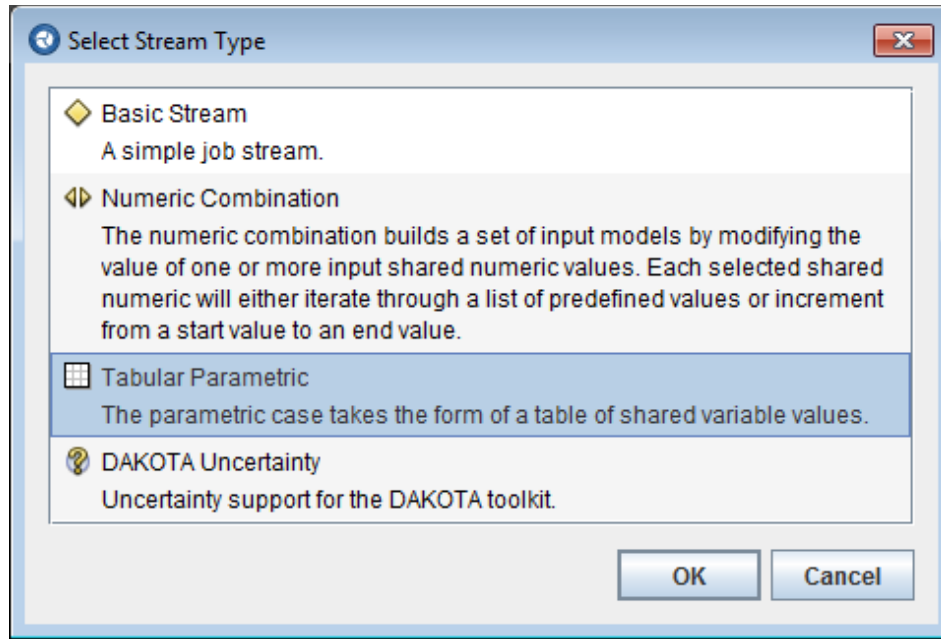 Select Stream Type
Basic Stream
A simple job stream.
Numeric Combination
The numeric combination builds a set of input models by modifying the
value of one or more input shared numeric values. Each selected shared
numeric will either iterate through a list of predefined values or increment
from a start value to an end value.
Tabular Parametric
The parametric case takes the form of a table of shared variable values.
DAKOTA Uncertainty
Uncertainty support for the DAKOTA toolkit.
OK Cancel